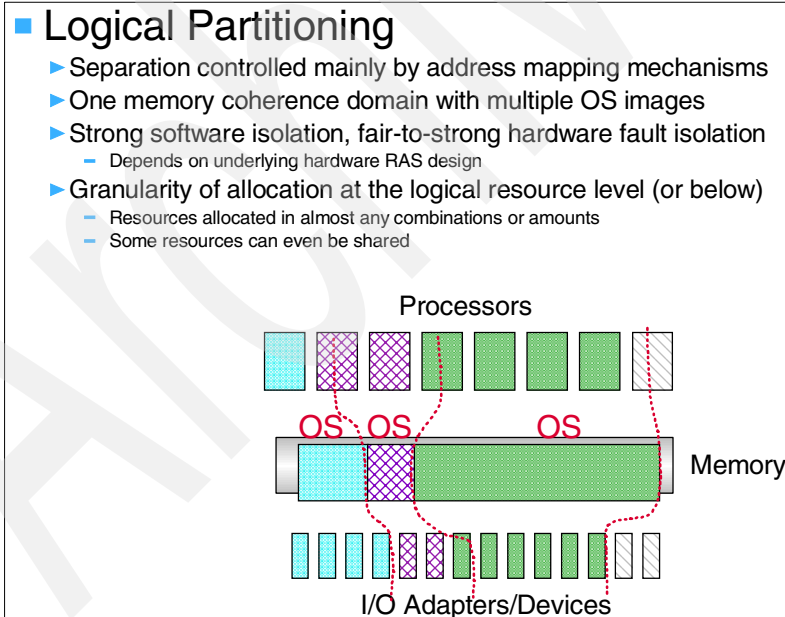 Logical Partitioning
Separation controlled mainly by address mapping mechanisms
One memory coherence domain with multiple OS images
Strong software isolation, fair-to-strong hardware fault isolation
Depends on underlying hardware RAS design
Granularity of allocation at the logical resource level (or below)
Resources allocated in almost any combinations or amounts
Some resources can even be shared
Processors
OS OS OS
Memory
I/O Adapters/Devices